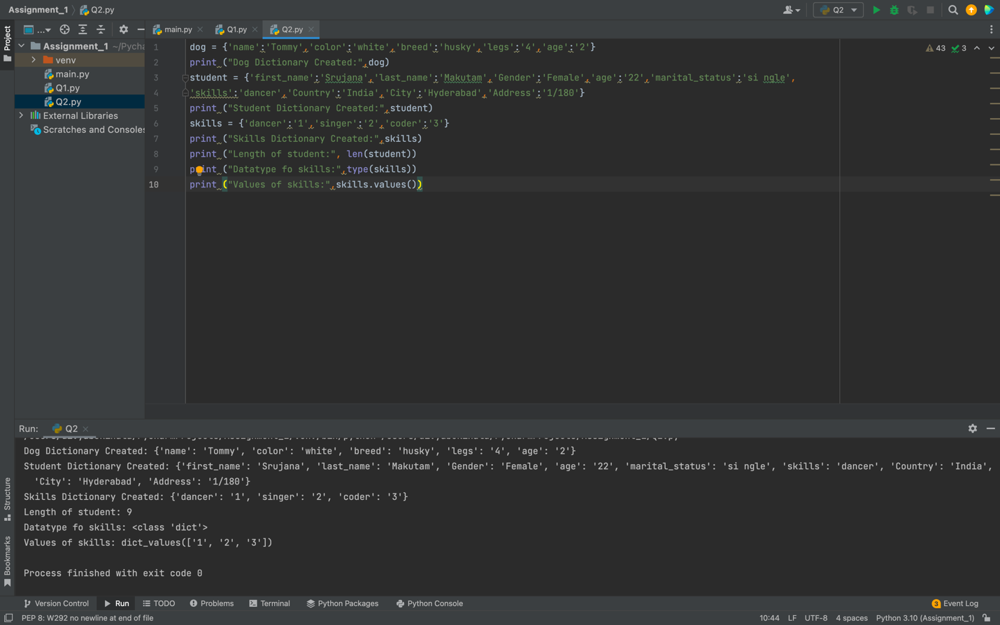 Assignment_1 Q2.py
Q2
Project
...
main.py Q1.py Q2.py
Assignment_1 ~/Pycha
venv
main.py
Q1.py
Q2.py
External Libraries
Scratches and Consoles
43 3
1 dog = {'name':'Tommy','color':'white','breed':'husky','legs':'4','age':'2'}
2 print ("Dog Dictionary Created:",dog)
3 student = {'first_name':'Srujana','last_name':'Makutam','Gender':'Female','age':'22','marital_status':'si ngle',
4 'skills':'dancer','Country':'India','City':'Hyderabad','Address':'1/180'}
5 print ("Student Dictionary Created:",student)
6 skills = {'dancer':'1','singer':'2','coder':'3'}
7 print ("Skills Dictionary Created:",skills)
8 print ("Length of student:", len(student))
9 print ("Datatype fo skills:",type(skills))
10 print ("Values of skills:",skills.values())
Run: Q2
Dog Dictionary Created: {'name': 'Tommy', 'color': 'white', 'breed': 'husky', 'legs': '4', 'age': '2'}
Student Dictionary Created: {'first_name': 'Srujana', 'last_name': 'Makutam', 'Gender': 'Female', 'age': '22', 'marital_status': 'si ngle', 'skills': 'dancer', 'Country': 'India',
'City': 'Hyderabad', 'Address': '1/180'}
Skills Dictionary Created: {'dancer': '1', 'singer': '2', 'coder': '3'}
Length of student: 9
Datatype fo skills: <class 'dict'>
Values of skills: dict_values(['1', '2', '3'])
Process finished with exit code 0
Structure
Bookmarks
Version Control Run TODO Problems Terminal Python Packages Python Console 3 Event Log
PEP 8: W292 no newline at end of file 10:44 LF UTF-8 4 spaces Python 3.10 (Assignment_1)